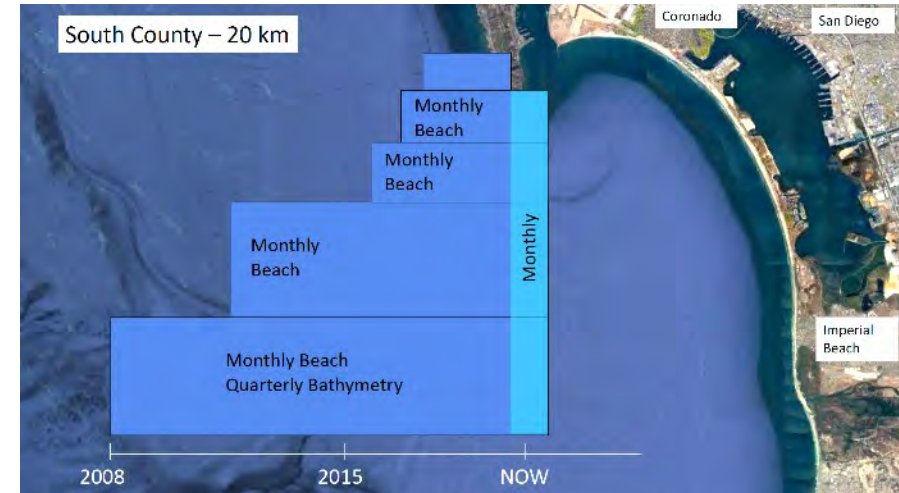 South County – 20 km
Coronado
San Diego
Monthly
Beach
Monthly
Beach
Monthly
Beach
Monthly
Imperial
Beach
Monthly Beach
Quarterly Bathymetry
2008
2015
NOW